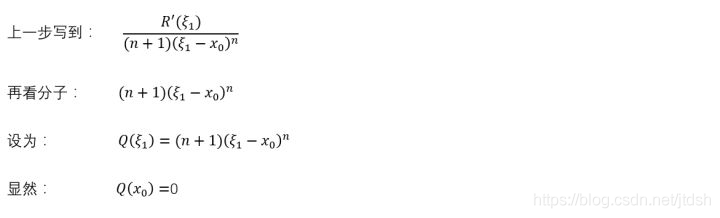 上一步写到： R′(ξ₁) / (n + 1)(ξ₁ − x₀)ⁿ
再看分子： (n + 1)(ξ₁ − x₀)ⁿ
设为： Q(ξ₁) = (n + 1)(ξ₁ − x₀)ⁿ
显然： Q(x₀) =0
https://blog.csdn.net/jtdsh